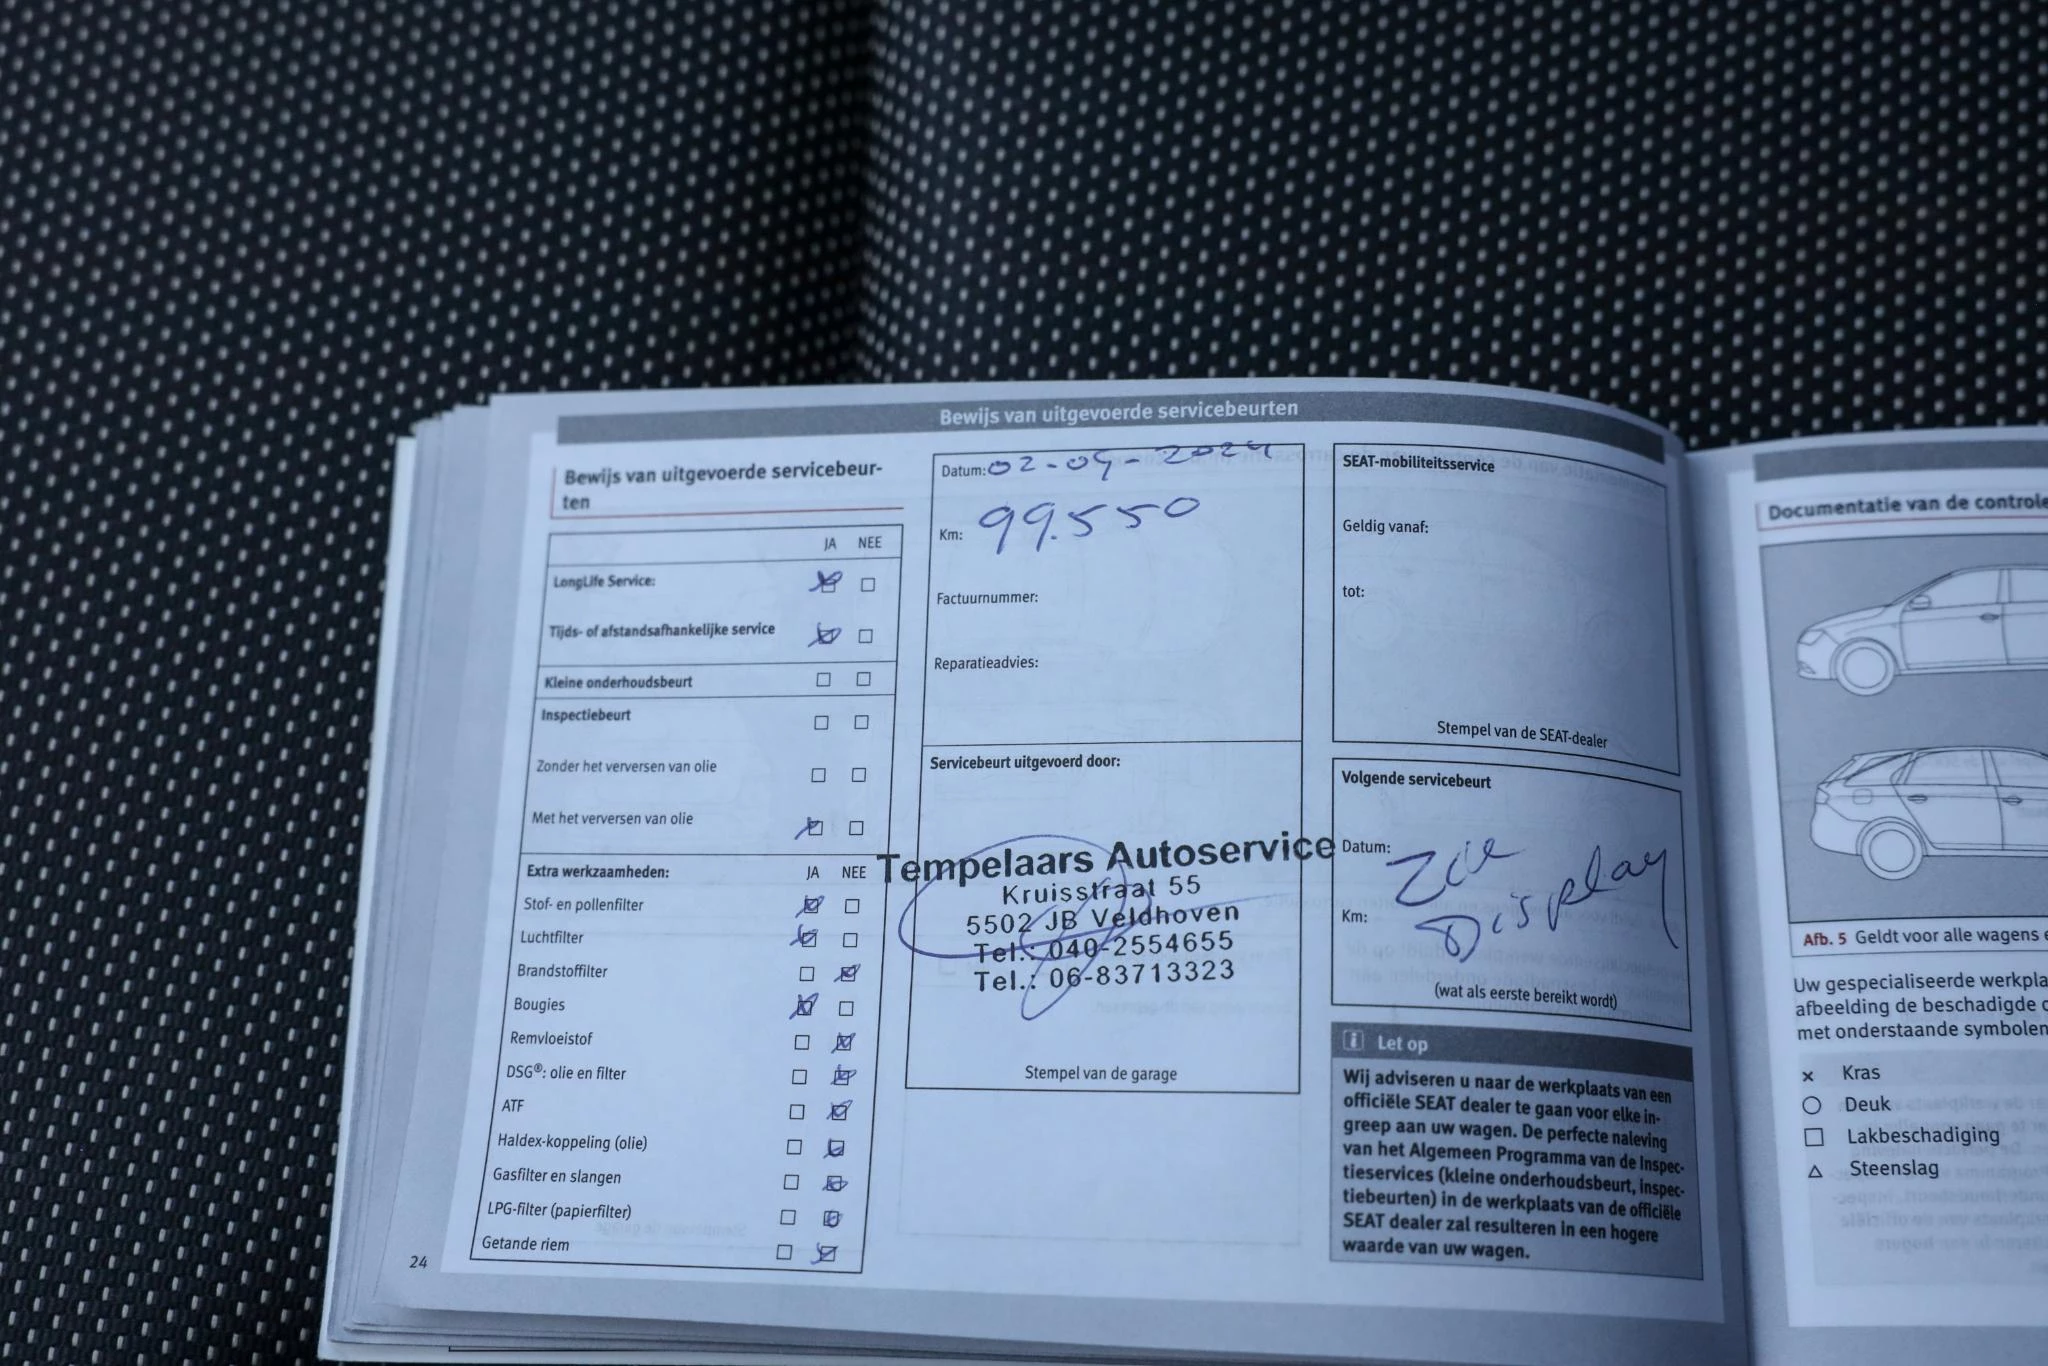 Bewijs van uitgevoerde servicebeurten
Bewijs van uitgevoerde servicebeur-
ten
JA NEE
LongLife Service:
Tijds- of afstandsafhankelijke service
Kleine onderhoudsbeurt
Inspectiebeurt
Zonder het verversen van olie
Met het verversen van olie
Extra werkzaamheden: JA NEE
Stof- en pollenfilter
Luchtfilter
Brandstoffilter
Bougies
Remvloeistof
DSG®: olie en filter
ATF
Haldex-koppeling (olie)
Gasfilter en slangen
LPG-filter (papierfilter)
Getande riem
24
Datum: 02-09-2024
Km: 99.550
Factuurnummer:
Reparatieadvies:
Servicebeurt uitgevoerd door:
Tempelaars Autoservice
Kruisstraat 55
5502 JB Veldhoven
Tel.: 040-2554655
Tel.: 06-83713323
Stempel van de garage
SEAT-mobiliteitsservice
Geldig vanaf:
tot:
Stempel van de SEAT-dealer
Volgende servicebeurt
Datum: Zie
Km: Display
(wat als eerste bereikt wordt)
i Let op
Wij adviseren u naar de werkplaats van een
officiële SEAT dealer te gaan voor elke in-
greep aan uw wagen. De perfecte naleving
van het Algemeen Programma van de Inspec-
tieservices (kleine onderhoudsbeurt, inspec-
tiebeurten) in de werkplaats van de officiële
SEAT dealer zal resulteren in een hogere
waarde van uw wagen.
Documentatie van de controle
Afb. 5 Geldt voor alle wagens
Uw gespecialiseerde werkpla
afbeelding de beschadigde
met onderstaande symbolen
Kras
Deuk
Lakbeschadiging
Steenslag